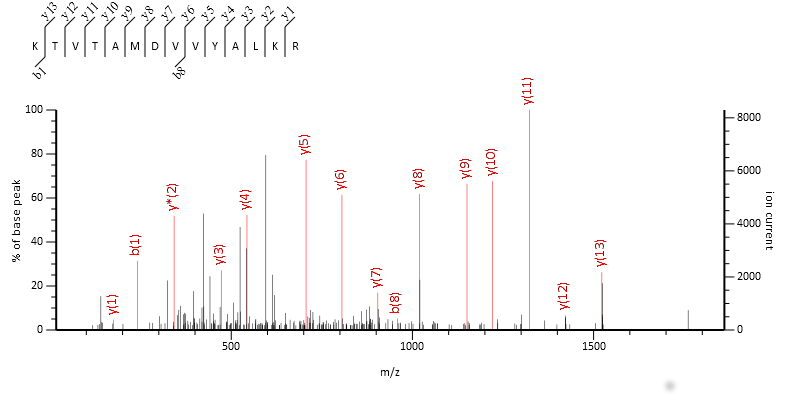 y13 y12 y11 y10 y9 y8 y7 y6 y5 y4 y3 y2 y1
K T V T A M D V V Y A L K R
b1 b8
100
80
60
40
20
0
% of base peak
8000
6000
4000
2000
0
ion current
y(1)
b(1)
y*(2)
y(3)
y(4)
y(5)
y(6)
y(7)
b(8)
y(8)
y(9)
y(10)
y(11)
y(12)
y(13)
500 1000 1500
m/z